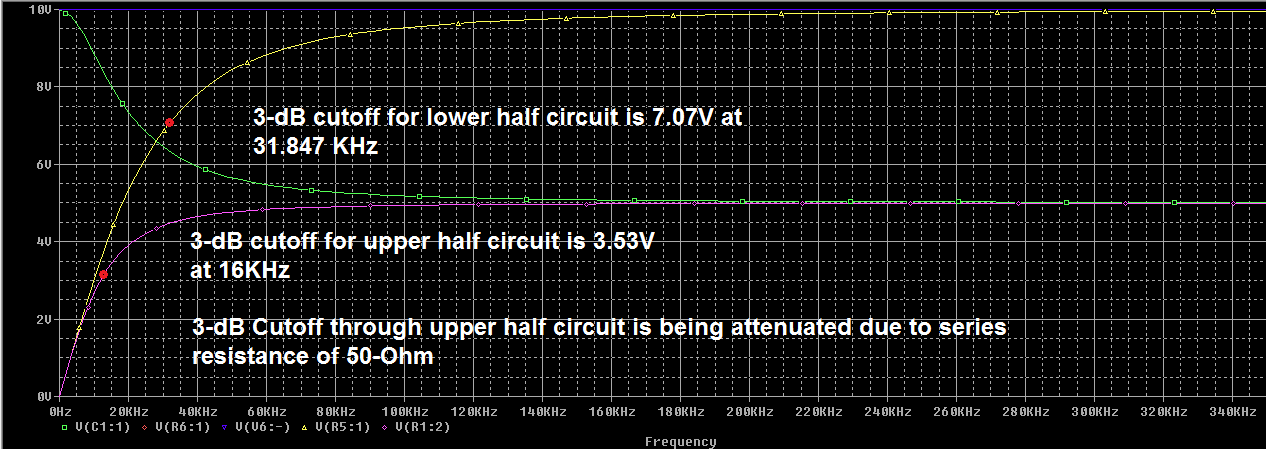 10V
8V
6V
4V
2V
0V
3-dB cutoff for lower half circuit is 7.07V at
31.847 KHz
3-dB cutoff for upper half circuit is 3.53V
at 16KHz
3-dB Cutoff through upper half circuit is being attenuated due to series
resistance of 50-Ohm
0Hz 20KHz 40KHz 60KHz 80KHz 100KHz 120KHz 140KHz 160KHz 180KHz 200KHz 220KHz 240KHz 260KHz 280KHz 300KHz 320KHz 340KHz
V(C1:1) V(R6:1) V(V6:-) V(R5:1) V(R1:2)
Frequency